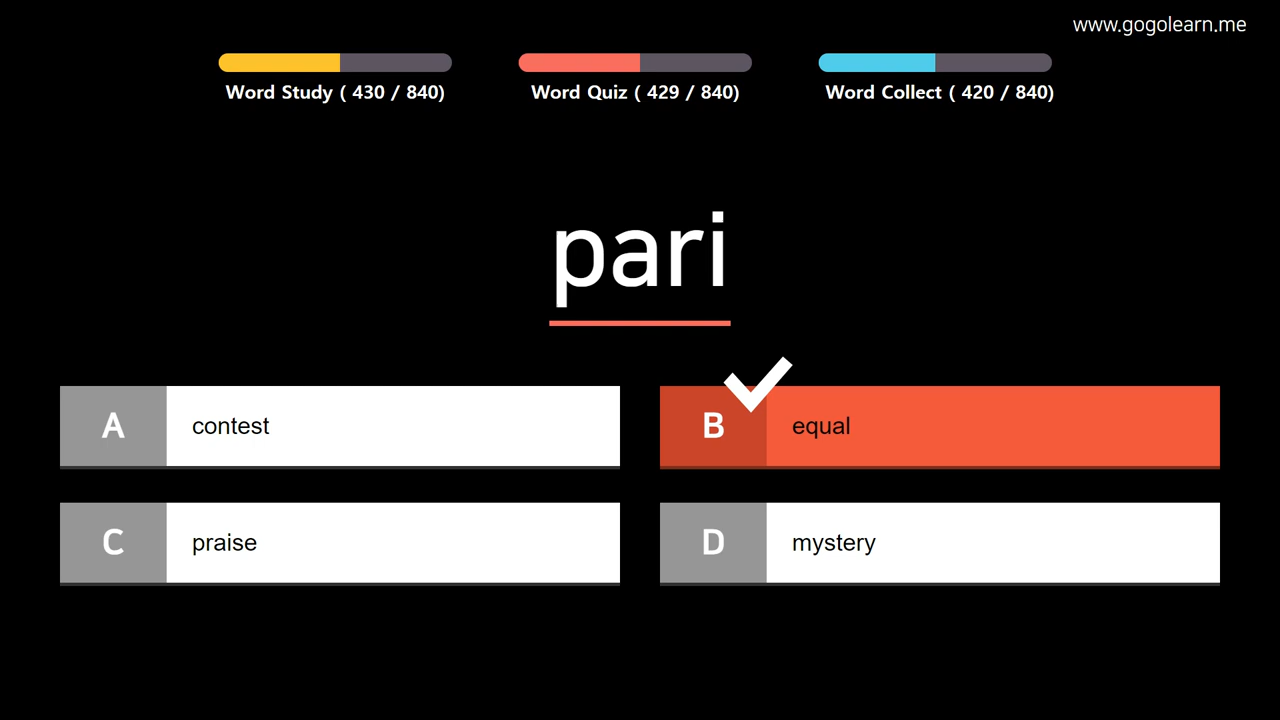 www.gogolearn.me
Word Study ( 430 / 840)
Word Quiz ( 429 / 840)
Word Collect ( 420 / 840)
pari
A contest
B equal
C praise
D mystery